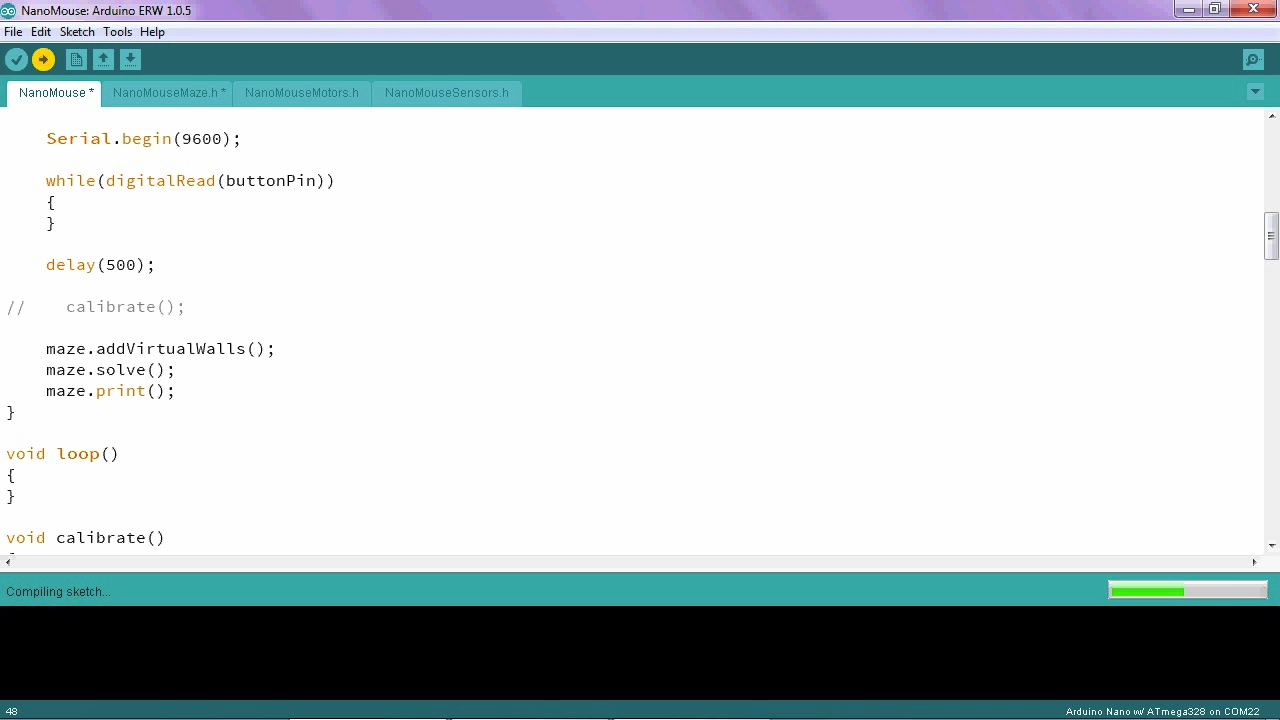 NanoMouse: Arduino ERW 1.0.5
File Edit Sketch Tools Help
NanoMouse * NanoMouseMaze.h * NanoMouseMotors.h NanoMouseSensors.h
Serial.begin(9600);
while(digitalRead(buttonPin))
{
}
delay(500);
// calibrate();
maze.addVirtualWalls();
maze.solve();
maze.print();
}
void loop()
{
}
void calibrate()
Compiling sketch...
48 Arduino Nano w/ ATmega328 on COM22